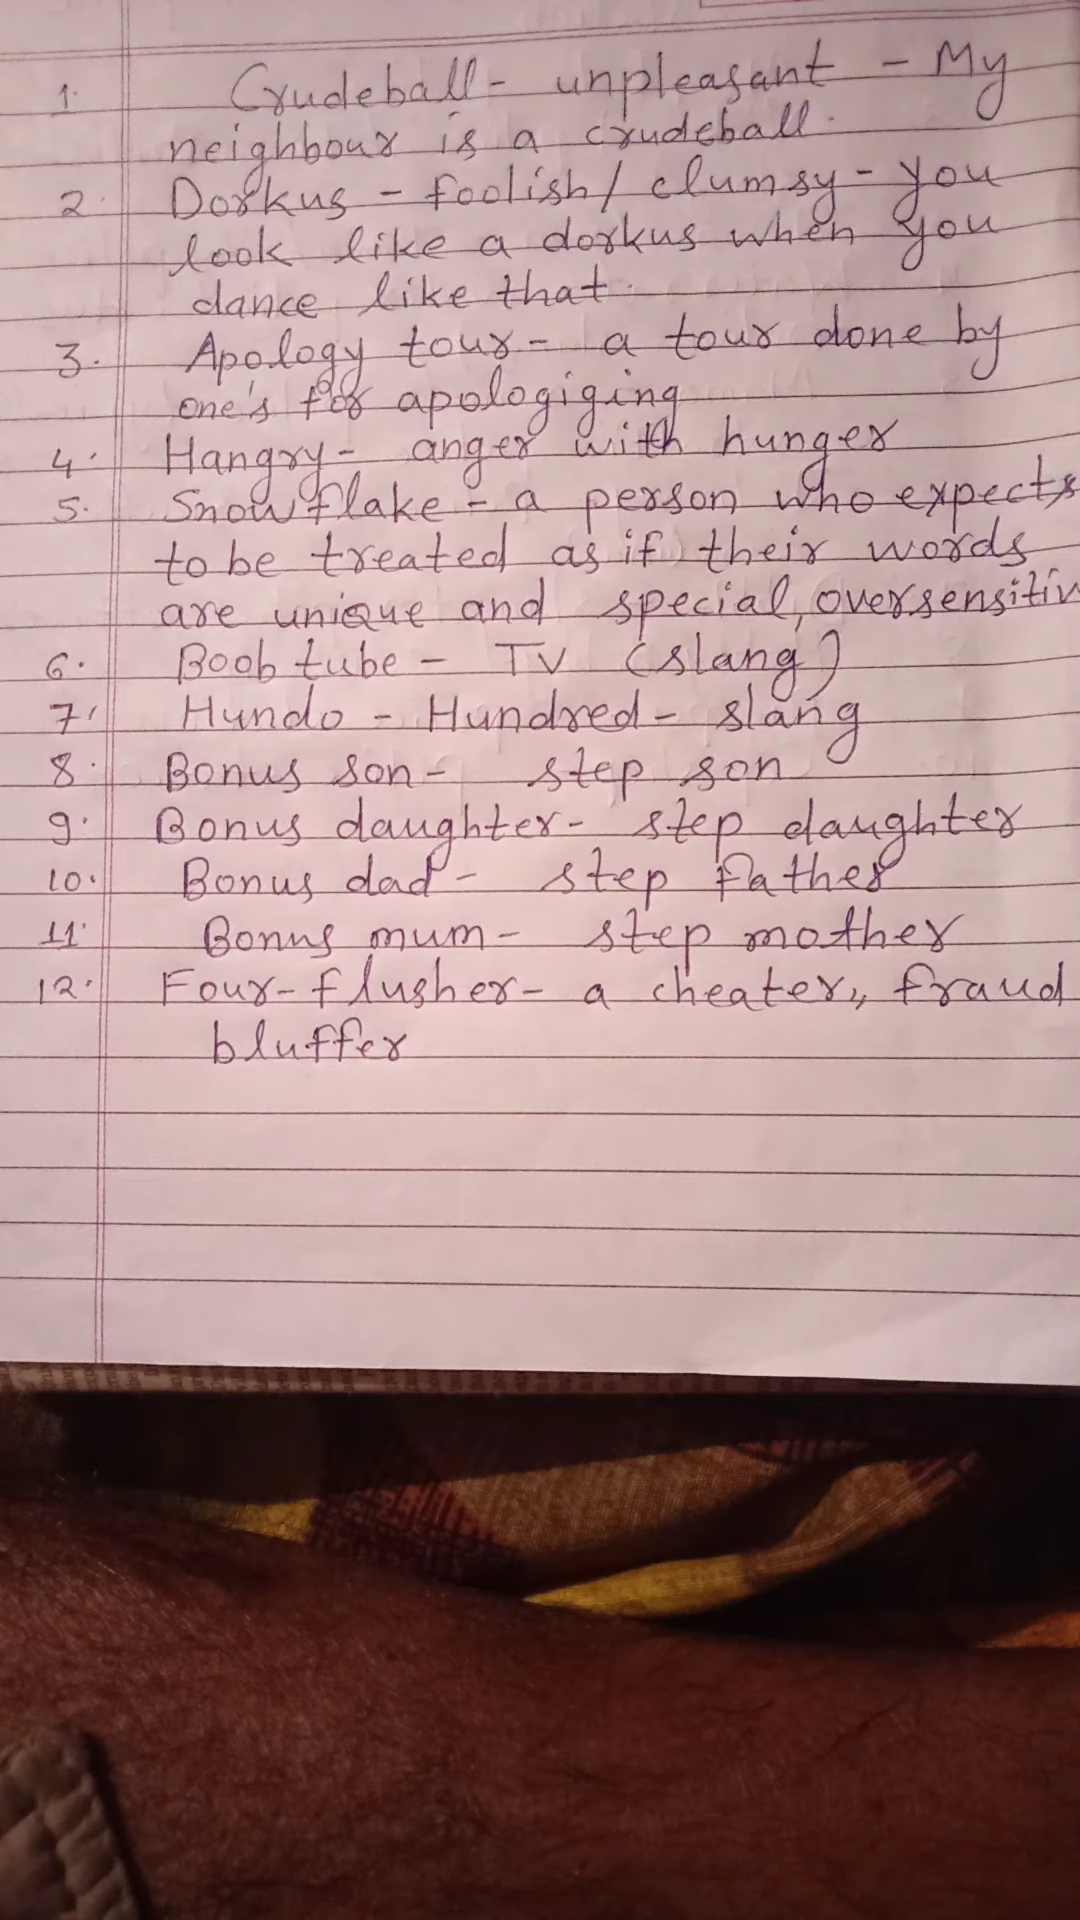 1. Crudeball - unpleasant - My
neighbour is a crudeball.
2. Dorkus - foolish / clumsy - you
look like a dorkus when you
dance like that.
3. Apology tour - a tour done by
one's for apologiging
4. Hangry - anger with hunger
5. Snowflake - a person who expects
to be treated as if their words
are unique and special, oversensitiv
6. Boob tube - TV (slang)
7. Hundo - Hundred - slang
8. Bonus son - step son
9. Bonus daughter - step daughter
10. Bonus dad - step father
11. Bonus mum - step mother
12. Four-flusher - a cheater, fraud
bluffer